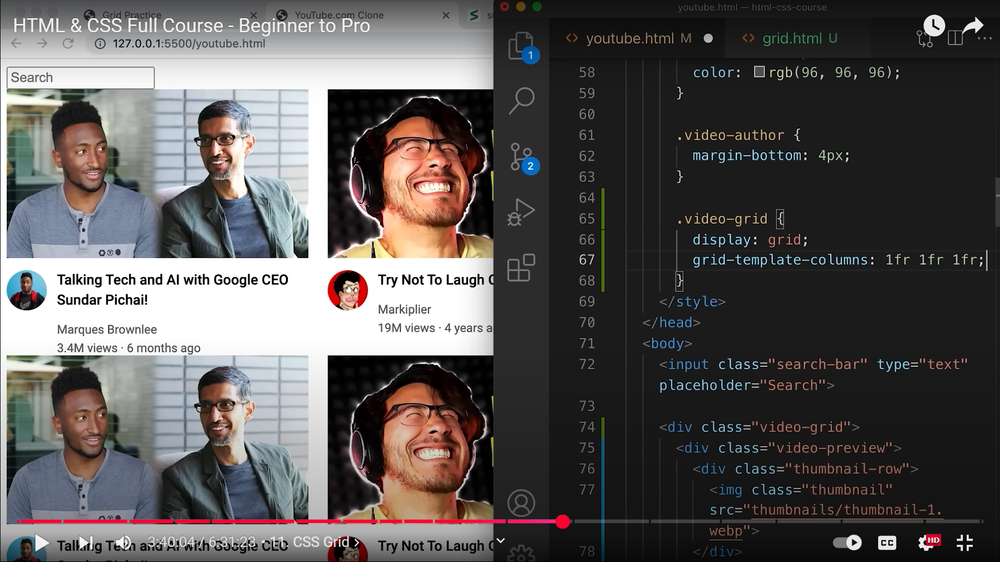 Grid Practice
YouTube.com Clone
HTML & CSS Full Course - Beginner to Pro
127.0.0.1:5500/youtube.html
Search
Talking Tech and AI with Google CEO
Sundar Pichai!
Marques Brownlee
3.4M views · 6 months ago
Try Not To Laugh
Markiplier
19M views · 4 years
Talking Tech and AI with Google CEO
Try Not To Laugh
3:40:04 / 6:31:23 • 11. CSS Grid
youtube.html — html-css-course
youtube.html M
grid.html U
1
2
58 color: rgb(96, 96, 96);
59 }
60
61 .video-author {
62 margin-bottom: 4px;
63 }
64
65 .video-grid {
66 display: grid;
67 grid-template-columns: 1fr 1fr 1fr;
68 }
69 </style>
70 </head>
71 <body>
72 <input class="search-bar" type="text"
placeholder="Search">
73
74 <div class="video-grid">
75 <div class="video-preview">
76 <div class="thumbnail-row">
77 <img class="thumbnail"
src="thumbnails/thumbnail-1.
webp">
78 </div>
CC
HD